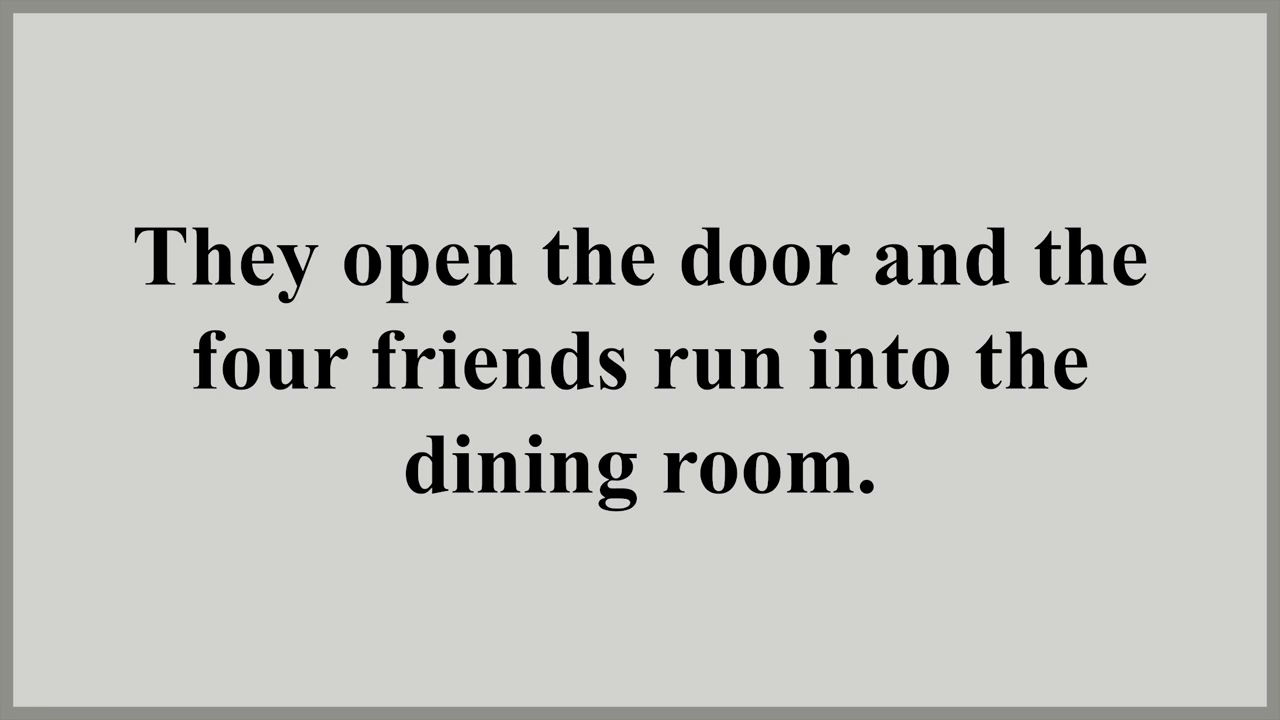 They open the door and the
four friends run into the
dining room.